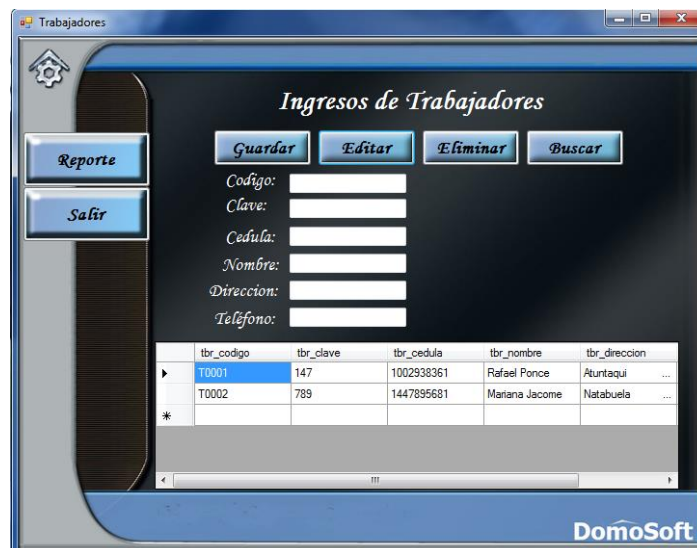 Trabajadores
Ingresos de Trabajadores
Guardar Editar Eliminar Buscar
Reporte
Salir
Codigo:
Clave:
Cedula:
Nombre:
Direccion:
Teléfono:
tbr_codigo tbr_clave tbr_cedula tbr_nombre tbr_direccion
T0001 147 1002938361 Rafael Ponce Atuntaqui ...
T0002 789 1447895681 Mariana Jacome Natabuela ...
DomoSoft